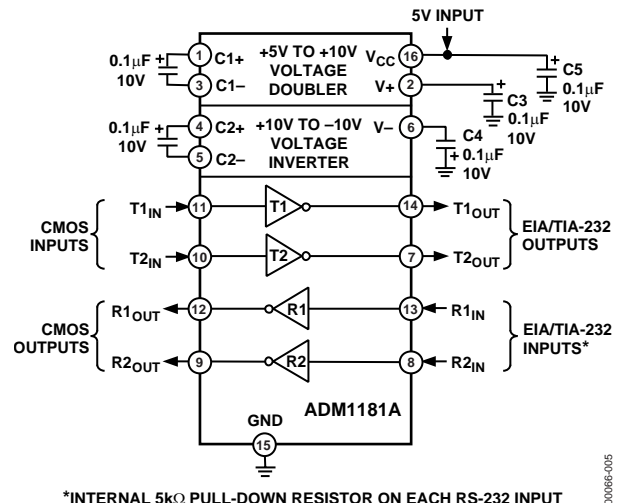 5V INPUT
0.1μF
10V
+
1
C1+
3
C1–
+5V TO +10V
VOLTAGE
DOUBLER
VCC
16
V+
2
+
C3
0.1μF
10V
+
C5
0.1μF
10V
0.1μF
10V
+
4
C2+
5
C2–
+10V TO –10V
VOLTAGE
INVERTER
V–
6
C4
+ 0.1μF
10V
CMOS
INPUTS
T1IN
11
T1
14
T1OUT
T2IN
10
T2
7
T2OUT
EIA/TIA-232
OUTPUTS
CMOS
OUTPUTS
R1OUT
12
R1
13
R1IN
R2OUT
9
R2
8
R2IN
EIA/TIA-232
INPUTS*
GND
15
ADM1181A
*INTERNAL 5kΩ PULL-DOWN RESISTOR ON EACH RS-232 INPUT
00066-005